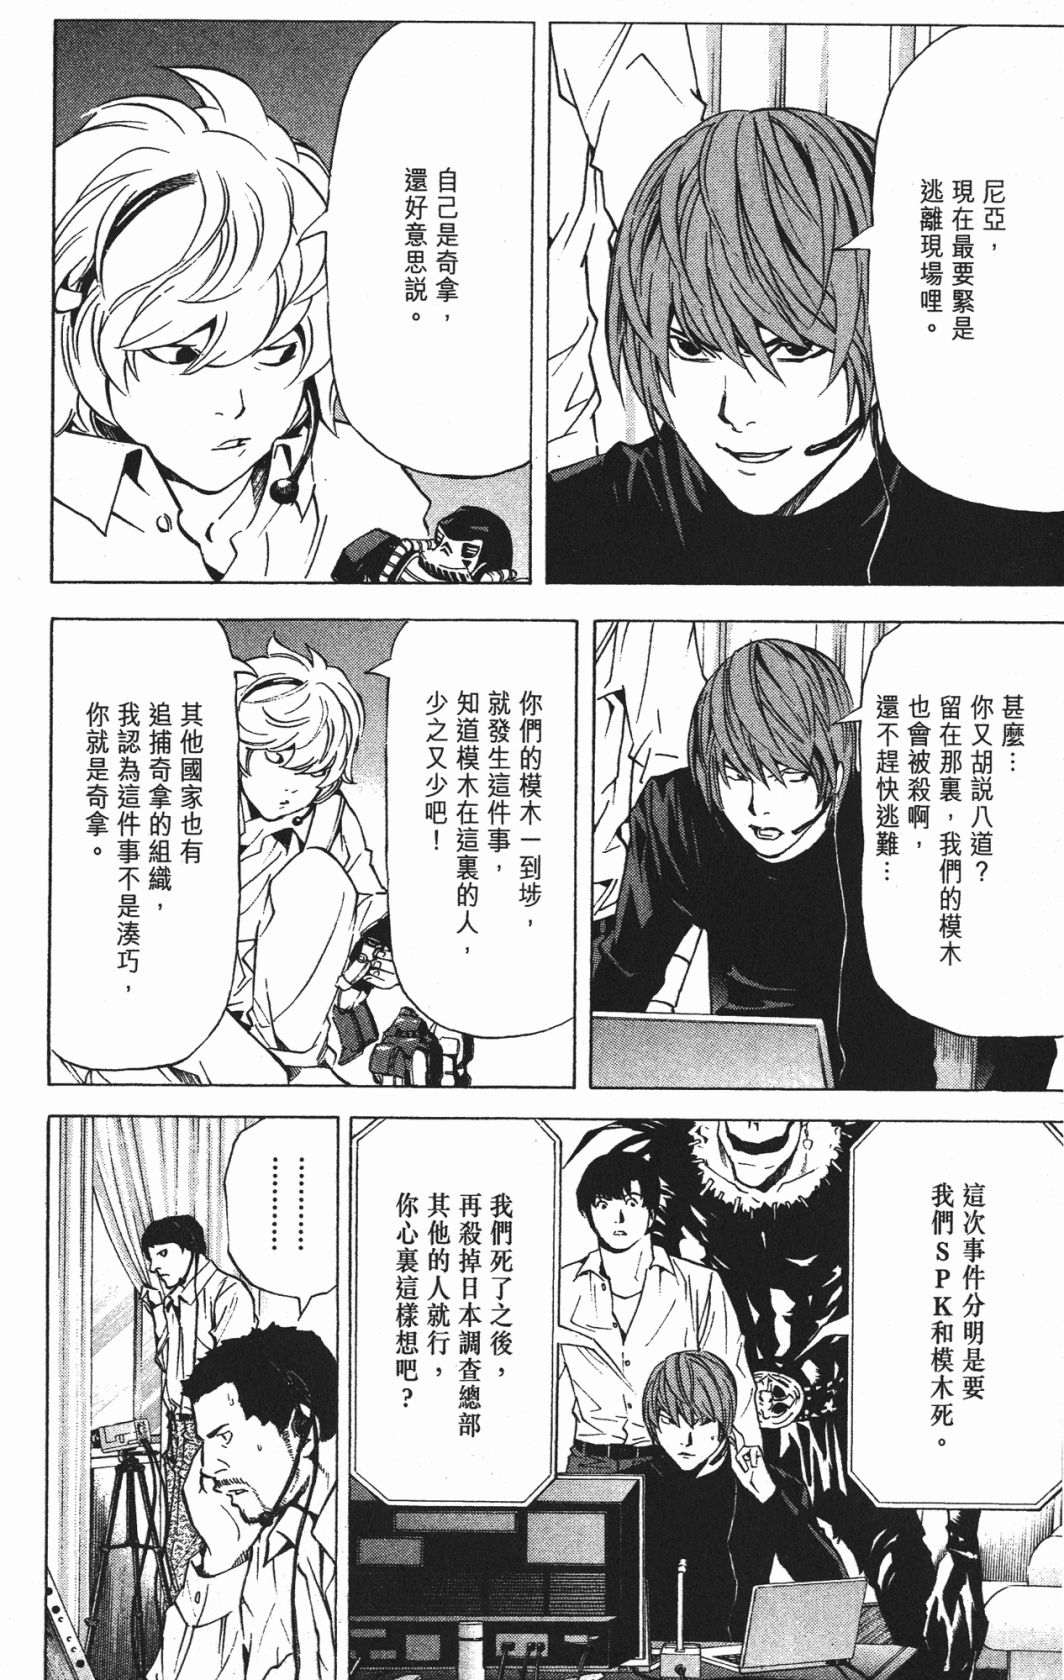 尼亞，
現在最要緊是
逃離現場哩。
自己是奇拿，
還好意思説。
甚麼…
你又胡説八道？
留在那裏，我們的模木
也會被殺啊，
還不趕快逃難…
你們的模木一到埗，
就發生這件事，
知道模木在這裏的人，
少之又少吧！
其他國家也有
追捕奇拿的組織，
我認為這件事不是湊巧，
你就是奇拿。
這次事件分明是要
我們SPK和模木死。
我們死了之後，
再殺掉日本調查總部
其他的人就行，
你心裏這樣想吧？
…………
…………